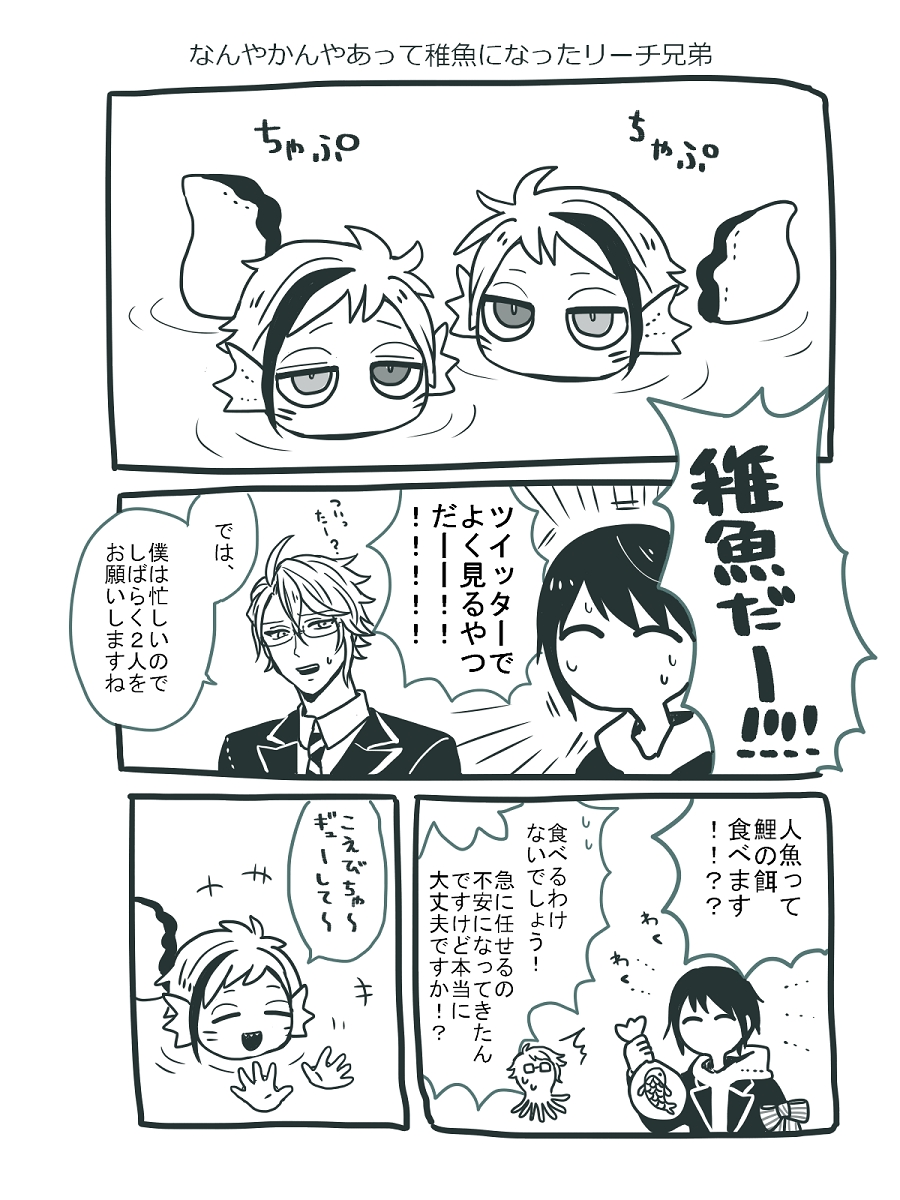 なんやかんやあって稚魚になったリーチ兄弟
ちゃぷ
ちゃぷ
稚魚だー!!!!
ツイッターで
よく見るやつ
だーーー!!
!!!!!!
ついっ
たー?
では、
僕は忙しいので
しばらく2人を
お願いしますね
人魚って
鯉の餌
食べます
!!??
わく
わく
食べるわけ
ないでしょう!
急に任せるの
不安になってきたん
ですけど本当に
大丈夫ですか!?
こえびちゃ〜
ギューして〜